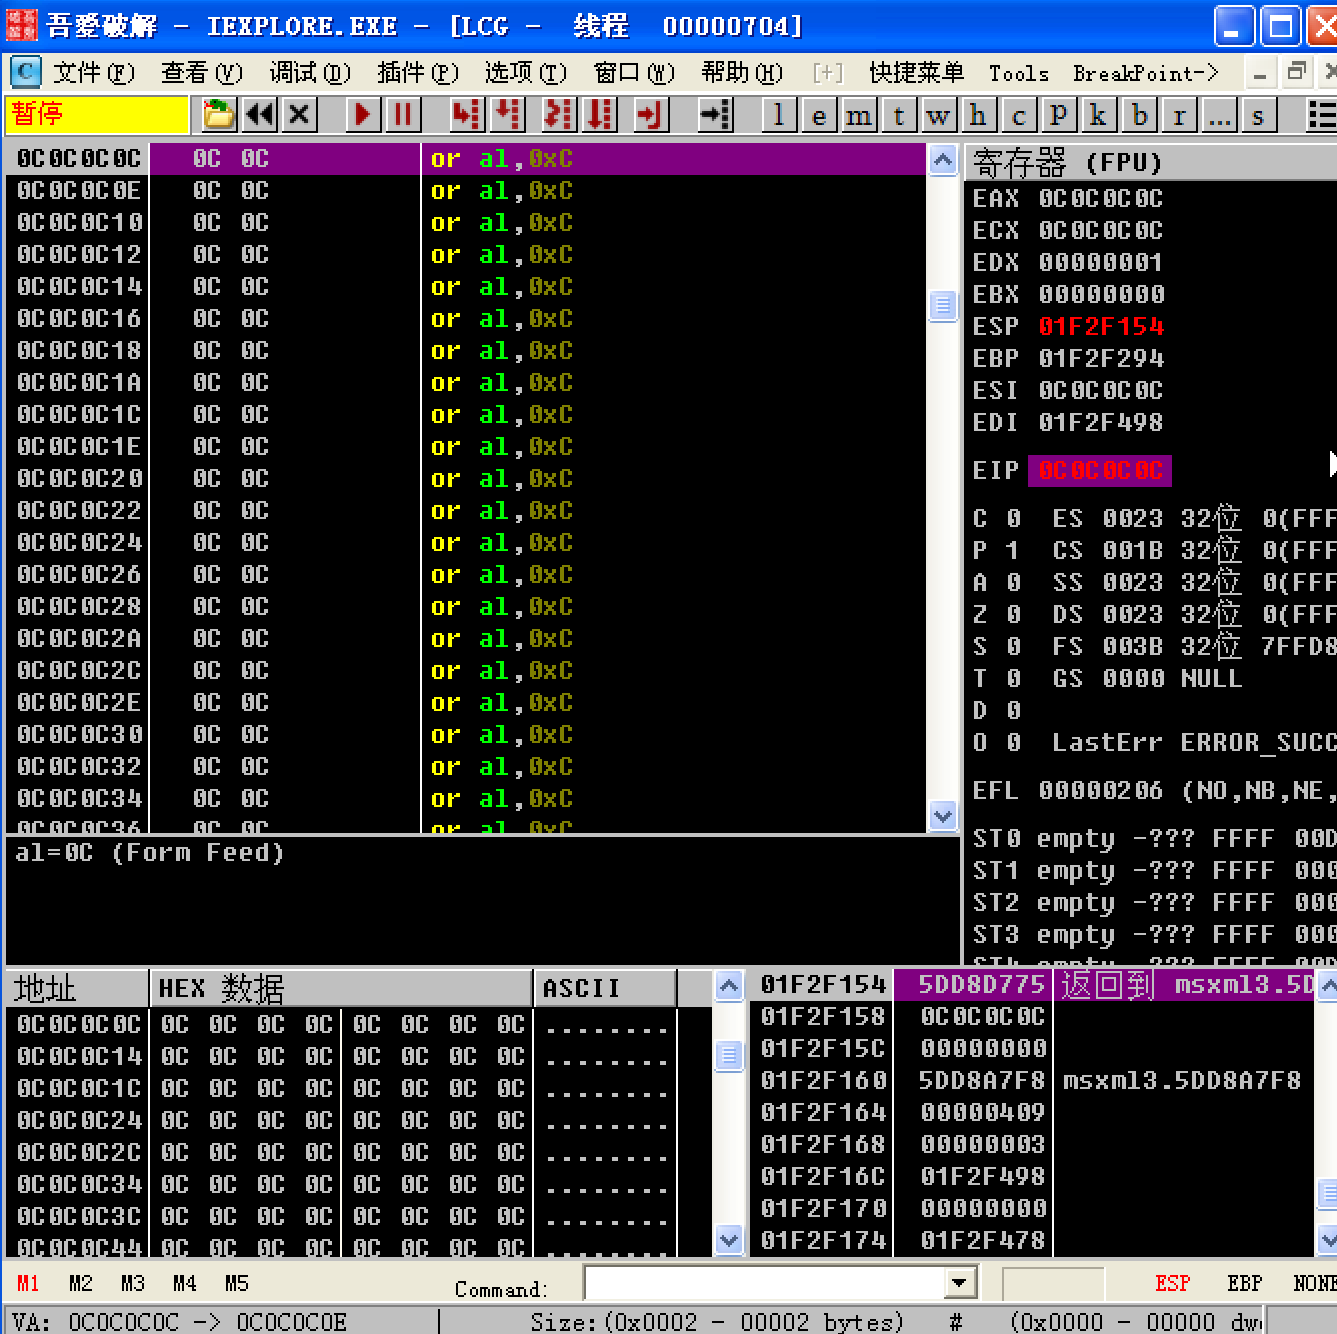 吾爱破解 - IEXPLORE.EXE - [LCG - 线程 00000704]
C 文件(F) 查看(V) 调试(D) 插件(P) 选项(T) 窗口(W) 帮助(H) [+] 快捷菜单 Tools BreakPoint->
暂停 l e m t w h c P k b r ... s
0C0C0C0C 0C 0C or al,0xC
0C0C0C0E 0C 0C or al,0xC
0C0C0C10 0C 0C or al,0xC
0C0C0C12 0C 0C or al,0xC
0C0C0C14 0C 0C or al,0xC
0C0C0C16 0C 0C or al,0xC
0C0C0C18 0C 0C or al,0xC
0C0C0C1A 0C 0C or al,0xC
0C0C0C1C 0C 0C or al,0xC
0C0C0C1E 0C 0C or al,0xC
0C0C0C20 0C 0C or al,0xC
0C0C0C22 0C 0C or al,0xC
0C0C0C24 0C 0C or al,0xC
0C0C0C26 0C 0C or al,0xC
0C0C0C28 0C 0C or al,0xC
0C0C0C2A 0C 0C or al,0xC
0C0C0C2C 0C 0C or al,0xC
0C0C0C2E 0C 0C or al,0xC
0C0C0C30 0C 0C or al,0xC
0C0C0C32 0C 0C or al,0xC
0C0C0C34 0C 0C or al,0xC
0C0C0C36 0C 0C or al,0xC
al=0C (Form Feed)
寄存器 (FPU)
EAX 0C0C0C0C
ECX 0C0C0C0C
EDX 00000001
EBX 00000000
ESP 01F2F154
EBP 01F2F294
ESI 0C0C0C0C
EDI 01F2F498
EIP 0C0C0C0C
C 0 ES 0023 32位 0(FFF
P 1 CS 001B 32位 0(FFF
A 0 SS 0023 32位 0(FFF
Z 0 DS 0023 32位 0(FFF
S 0 FS 003B 32位 7FFD8
T 0 GS 0000 NULL
D 0
O 0 LastErr ERROR_SUCC
EFL 00000206 (NO,NB,NE,
ST0 empty -??? FFFF 00D
ST1 empty -??? FFFF 000
ST2 empty -??? FFFF 000
ST3 empty -??? FFFF 000
ST4 empty -??? FFFF 00D
地址 HEX 数据 ASCII
0C0C0C0C 0C 0C 0C 0C 0C 0C 0C 0C ........
0C0C0C14 0C 0C 0C 0C 0C 0C 0C 0C ........
0C0C0C1C 0C 0C 0C 0C 0C 0C 0C 0C ........
0C0C0C24 0C 0C 0C 0C 0C 0C 0C 0C ........
0C0C0C2C 0C 0C 0C 0C 0C 0C 0C 0C ........
0C0C0C34 0C 0C 0C 0C 0C 0C 0C 0C ........
0C0C0C3C 0C 0C 0C 0C 0C 0C 0C 0C ........
0C0C0C44 0C 0C 0C 0C 0C 0C 0C 0C ........
01F2F154 5DD8D775 返回到 msxml3.5D
01F2F158 0C0C0C0C
01F2F15C 00000000
01F2F160 5DD8A7F8 msxml3.5DD8A7F8
01F2F164 00000409
01F2F168 00000003
01F2F16C 01F2F498
01F2F170 00000000
01F2F174 01F2F478
M1 M2 M3 M4 M5 Command: ESP EBP NONE
VA: 0C0C0C0C -> 0C0C0C0E Size:(0x0002 - 00002 bytes) # (0x0000 - 00000 dw